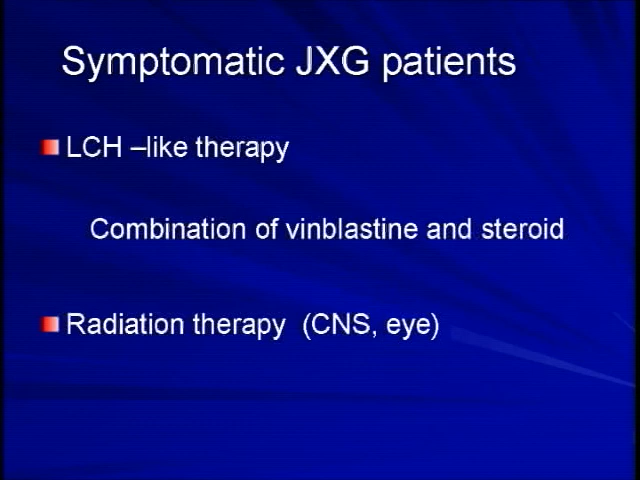 Symptomatic JXG patients
LCH –like therapy
Combination of vinblastine and steroid
Radiation therapy  (CNS, eye)